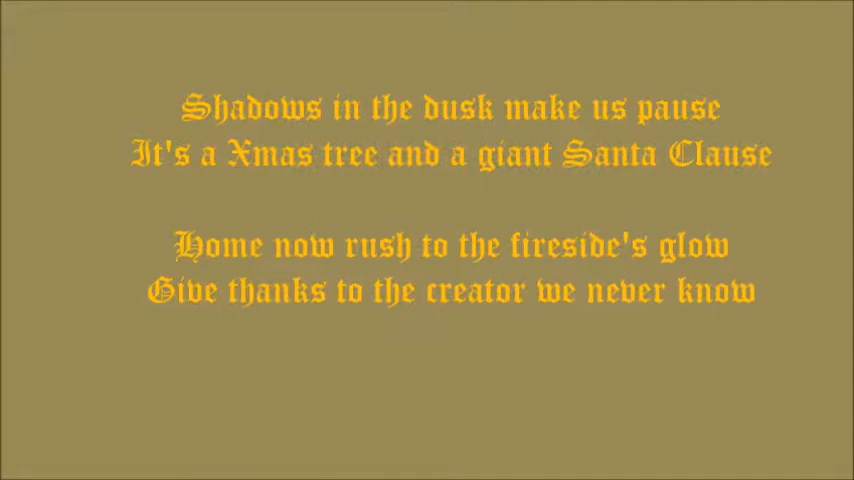 Shadows in the dusk make us pause
It's a Xmas tree and a giant Santa Clause
Home now rush to the fireside's glow
Give thanks to the creator we never know